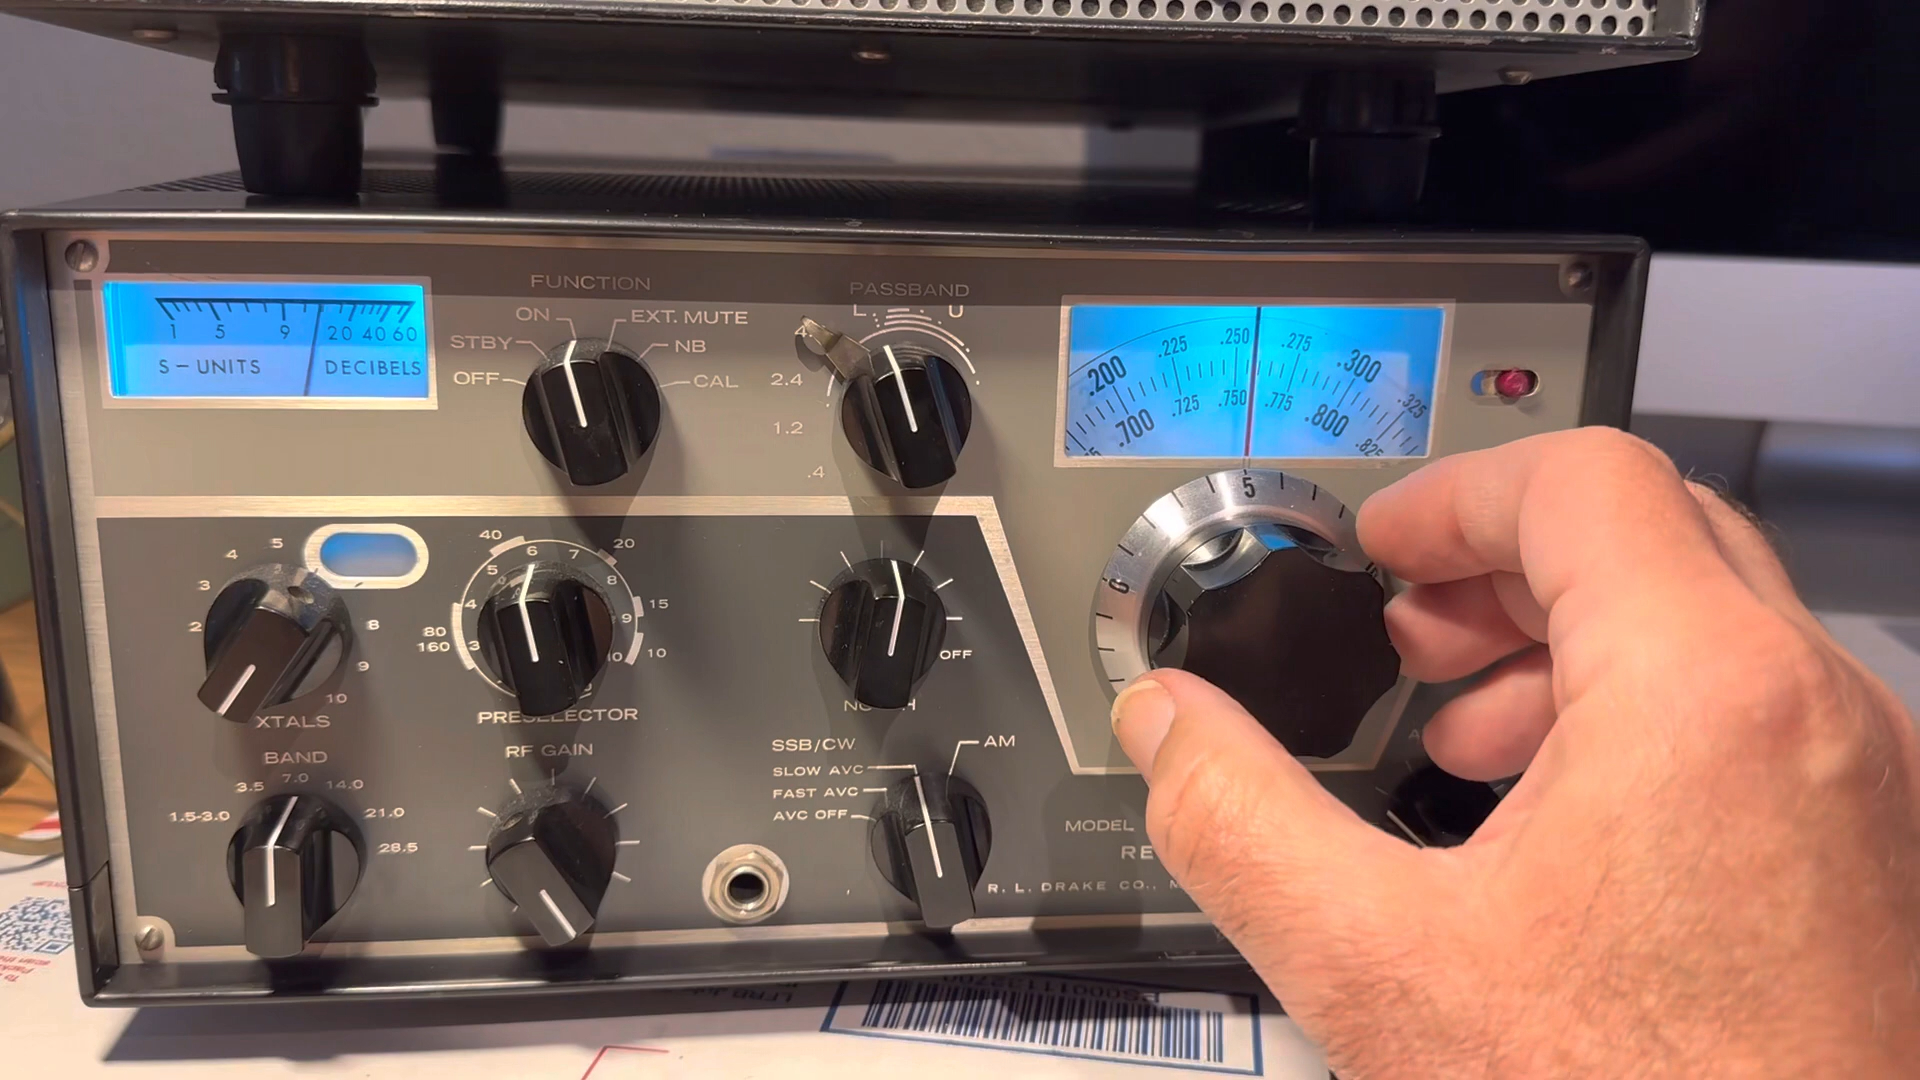 FUNCTION
ON
EXT. MUTE
STBY
NB
OFF
CAL
PASSBAND
L
U
4
2.4
1.2
.4
1 5 9 20 40 60
S-UNITS DECIBELS
.200 .225 .250 .275 .300 .325
.700 .725 .750 .775 .800 .825
5
6
2 3 4 5 8 9 10
XTALS
40 20 15 10
80
160
3 4 5 6 7 8 9 10
PRESELECTOR
OFF
BAND
1.5-3.0 3.5 7.0 14.0 21.0 28.5
RF GAIN
SSB/CW
AM
SLOW AVC
FAST AVC
AVC OFF
MODEL
R. L. DRAKE CO.,